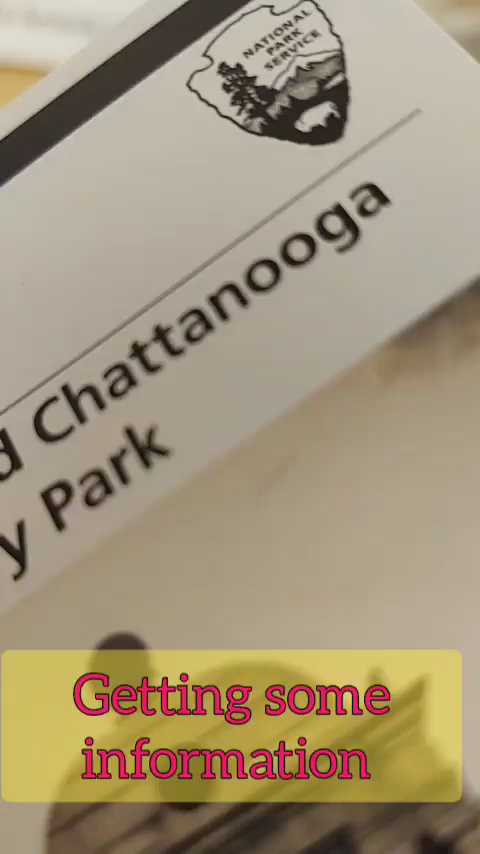 NATIONAL
PARK
SERVICE
d Chattanooga
y Park
Getting some
information